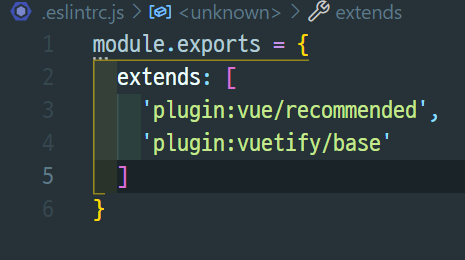 .eslintrc.js > <unknown> > extends
1 module.exports = {
2 extends: [
3 'plugin:vue/recommended',
4 'plugin:vuetify/base'
5 ]
6 }